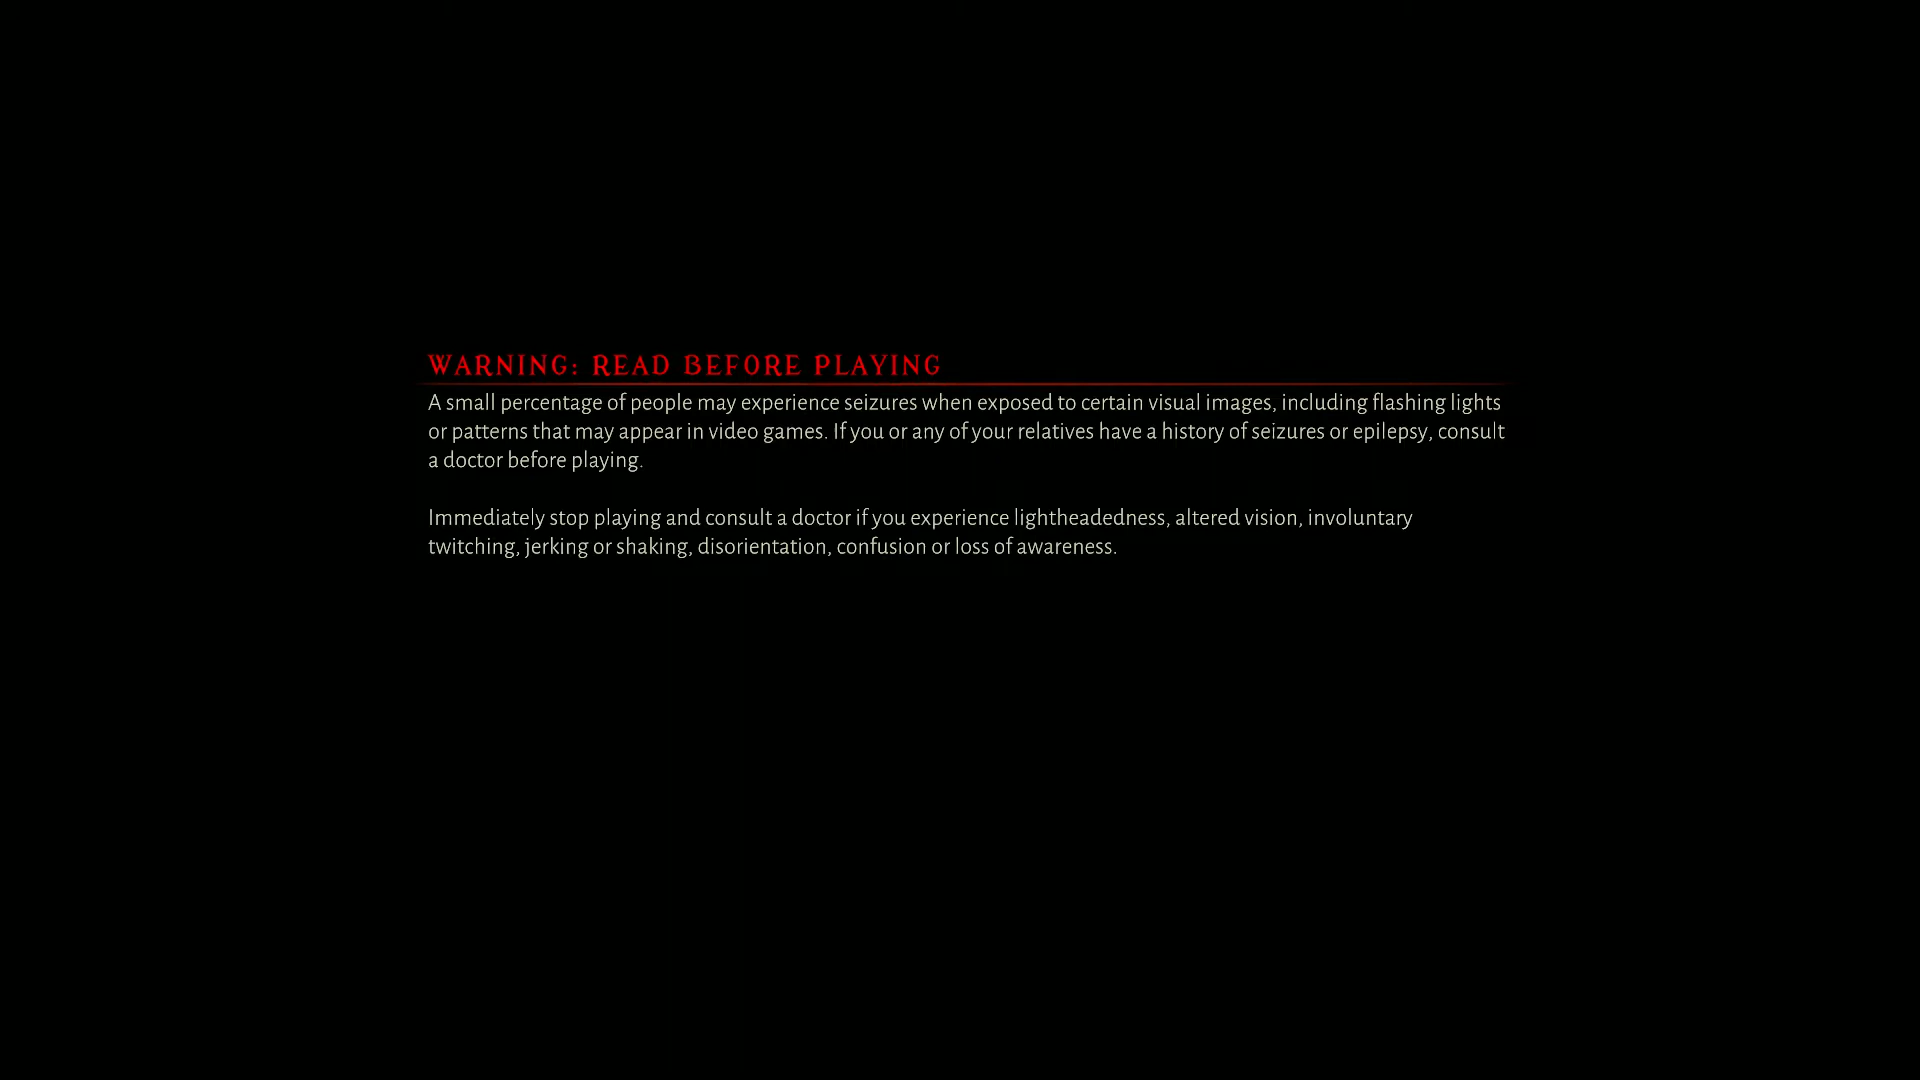 WARNING: READ BEFORE PLAYING
A small percentage of people may experience seizures when exposed to certain visual images, including flashing lights
or patterns that may appear in video games. If you or any of your relatives have a history of seizures or epilepsy, consult
a doctor before playing.
Immediately stop playing and consult a doctor if you experience lightheadedness, altered vision, involuntary
twitching, jerking or shaking, disorientation, confusion or loss of awareness.